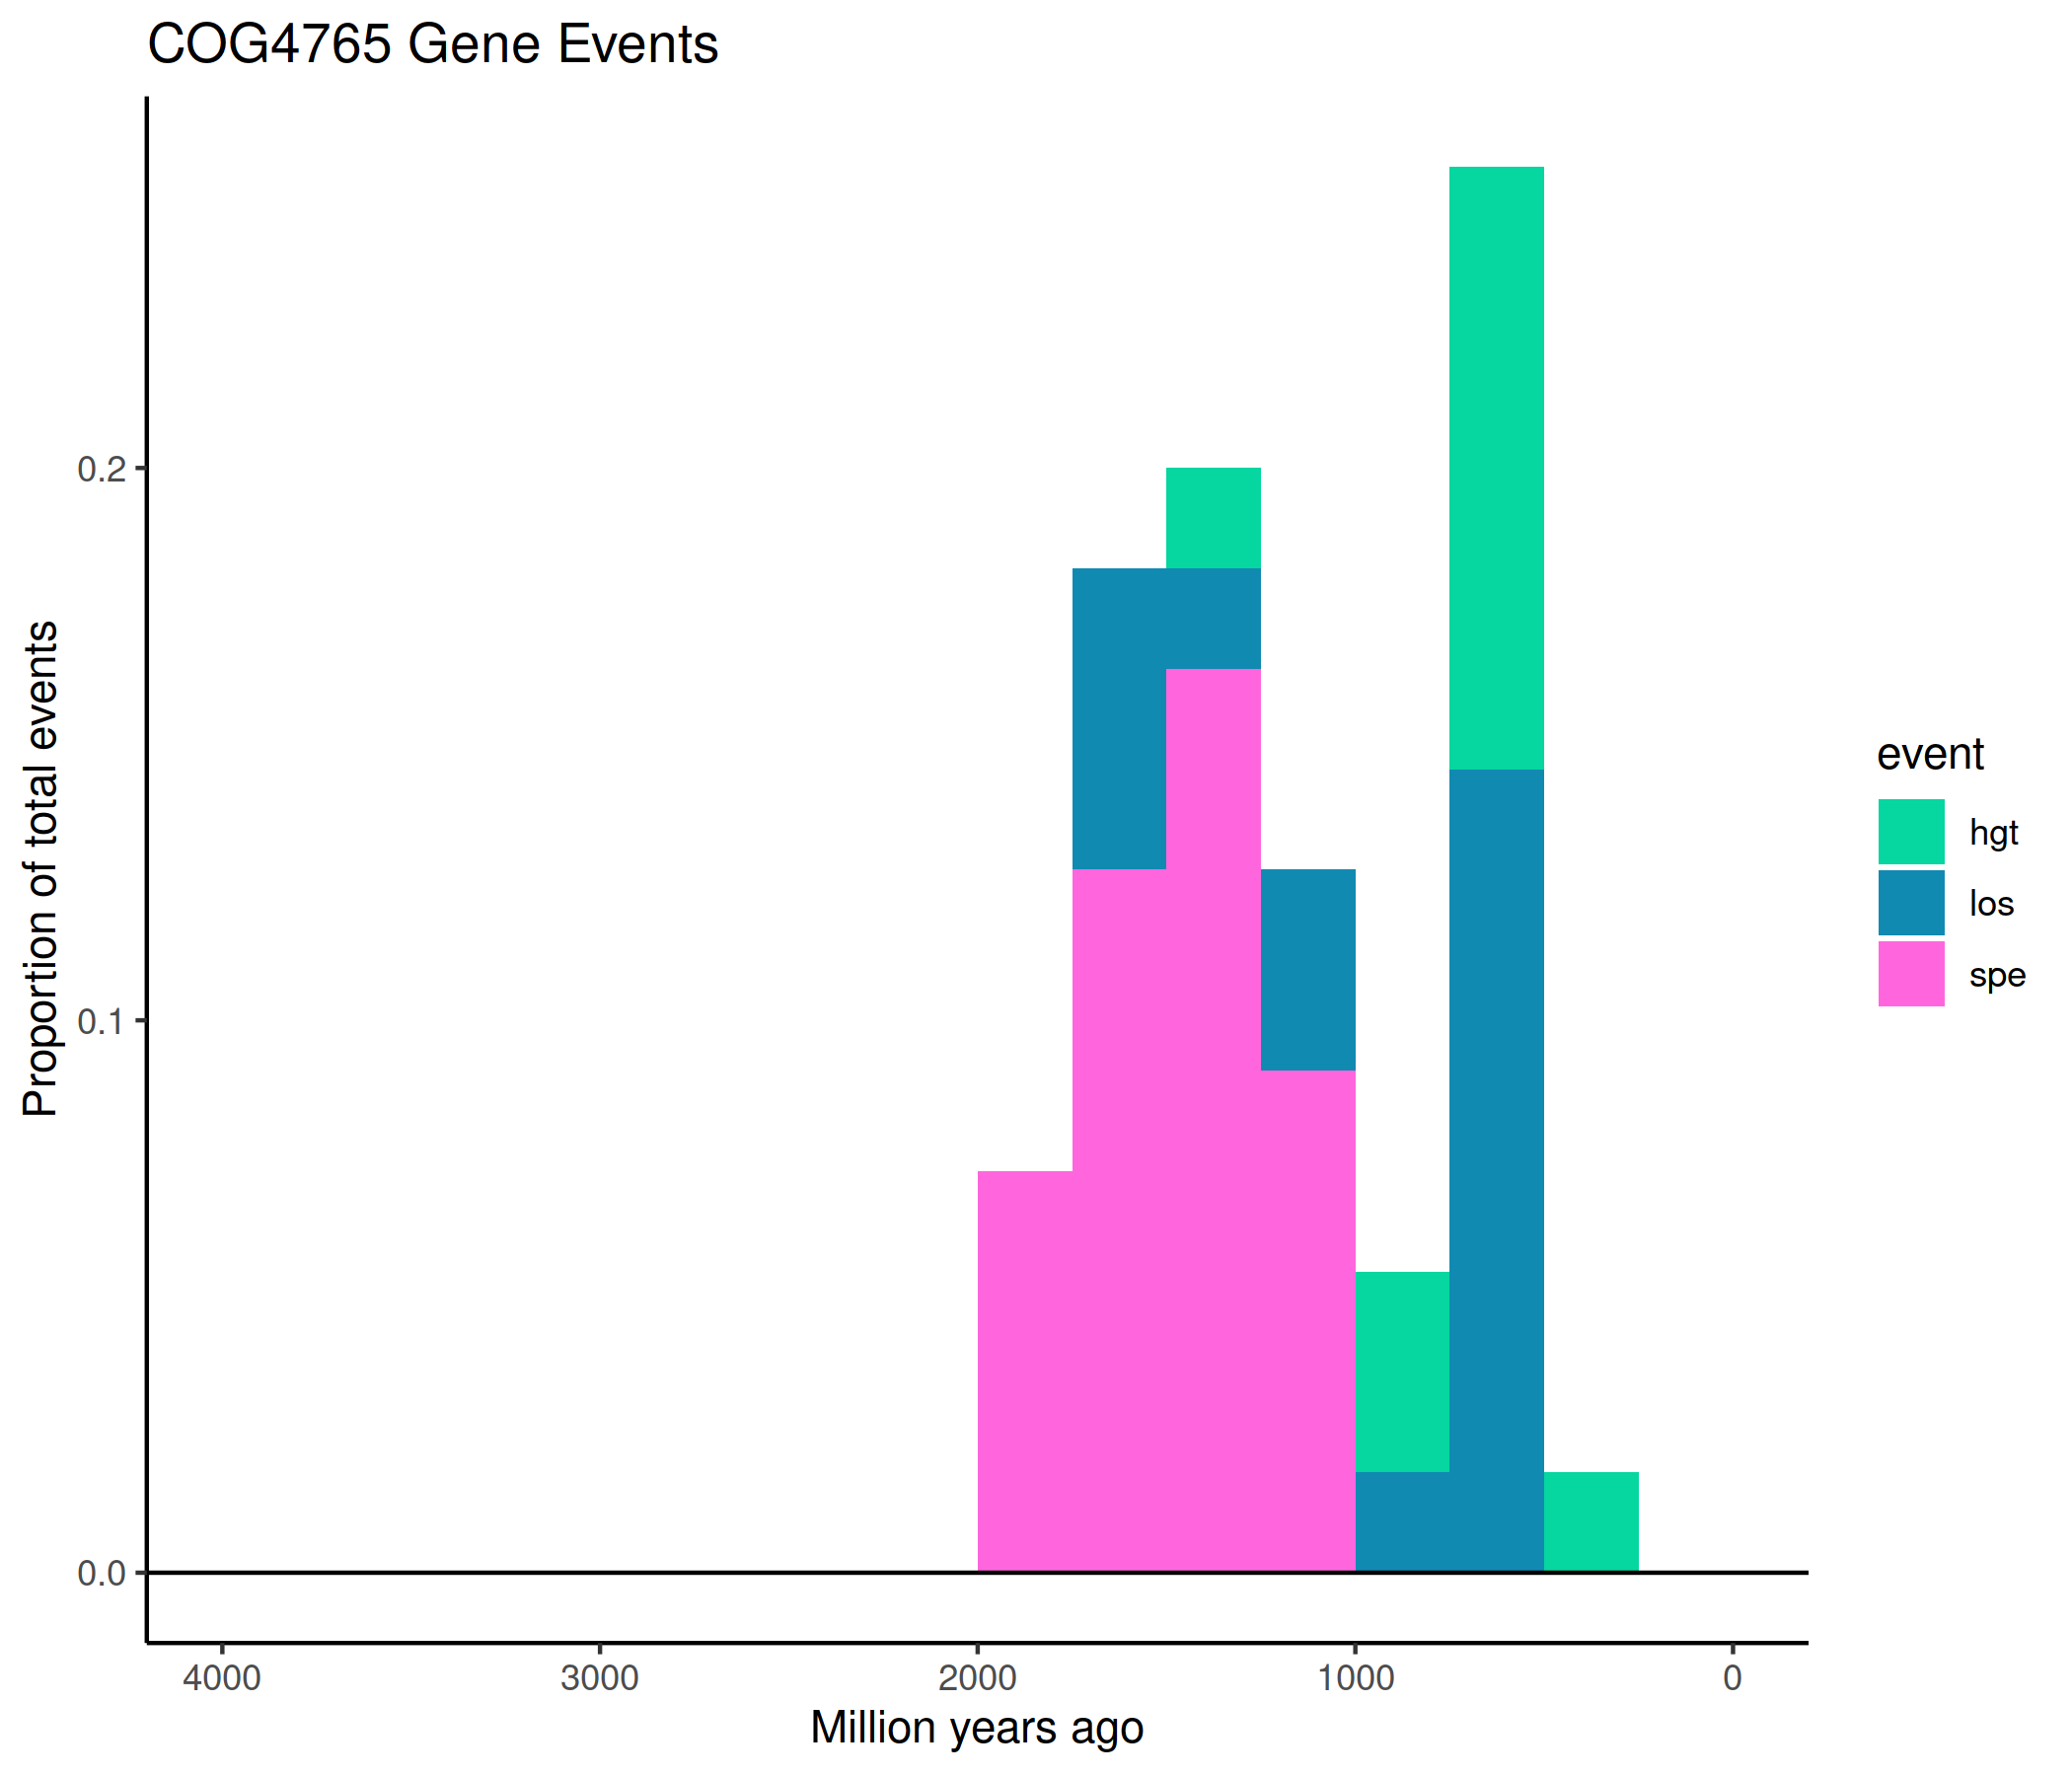 COG4765 Gene Events
Proportion of total events
0.2
0.1
0.0
4000
3000
2000
1000
0
Million years ago
event
hgt
los
spe